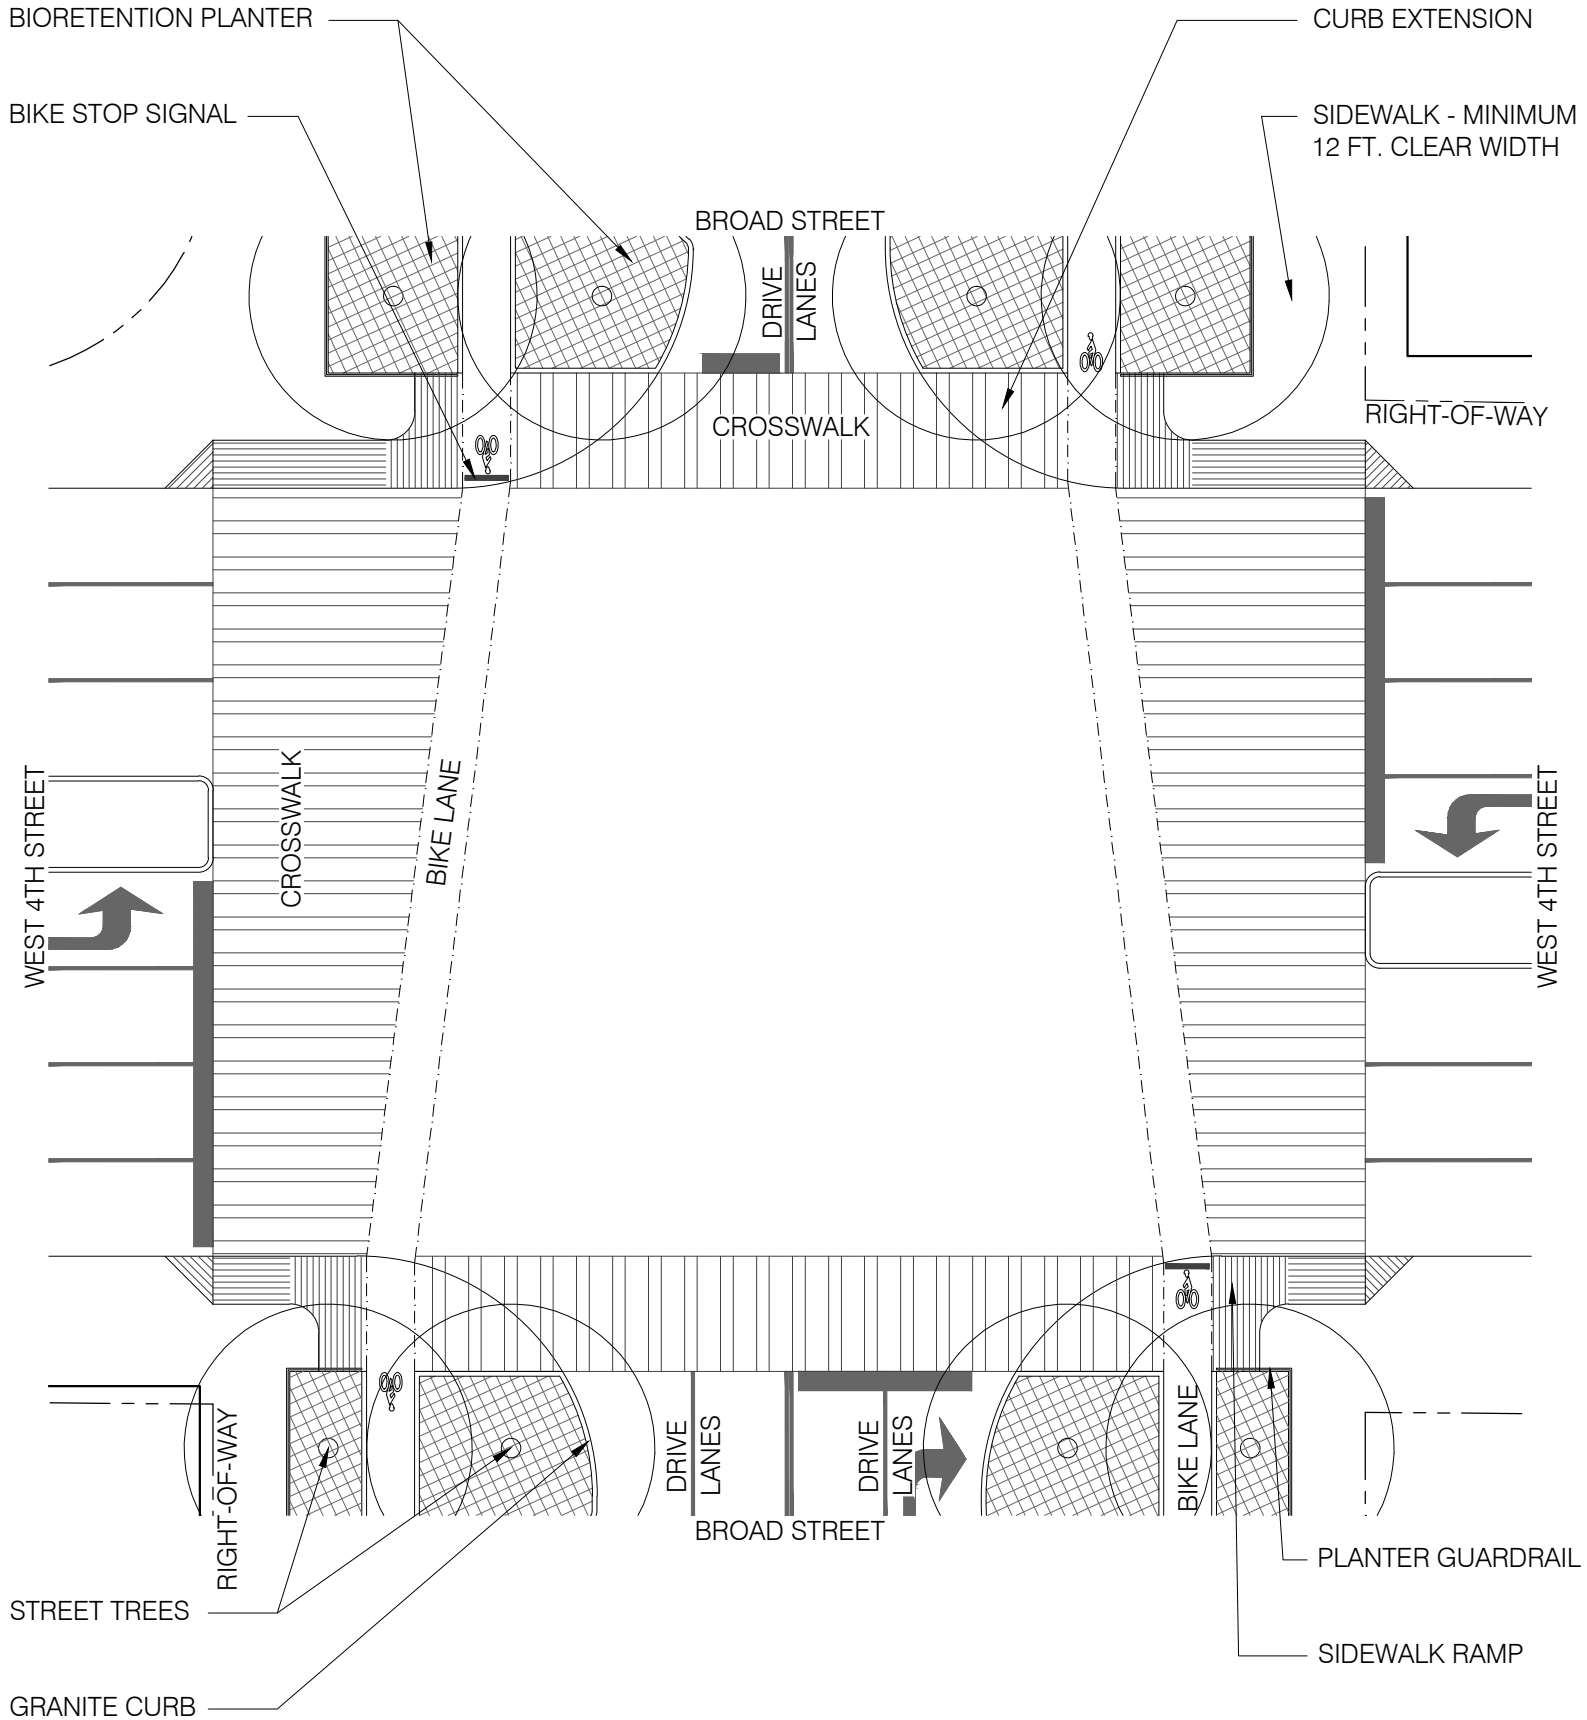 BIORETENTION PLANTER
CURB EXTENSION
BIKE STOP SIGNAL
SIDEWALK - MINIMUM
12 FT. CLEAR WIDTH
BROAD STREET
DRIVE
LANES
CROSSWALK
RIGHT-OF-WAY
WEST 4TH STREET
CROSSWALK
BIKE LANE
WEST 4TH STREET
RIGHT-OF-WAY
DRIVE
LANES
DRIVE
LANES
BIKE LANE
BROAD STREET
PLANTER GUARDRAIL
STREET TREES
SIDEWALK RAMP
GRANITE CURB